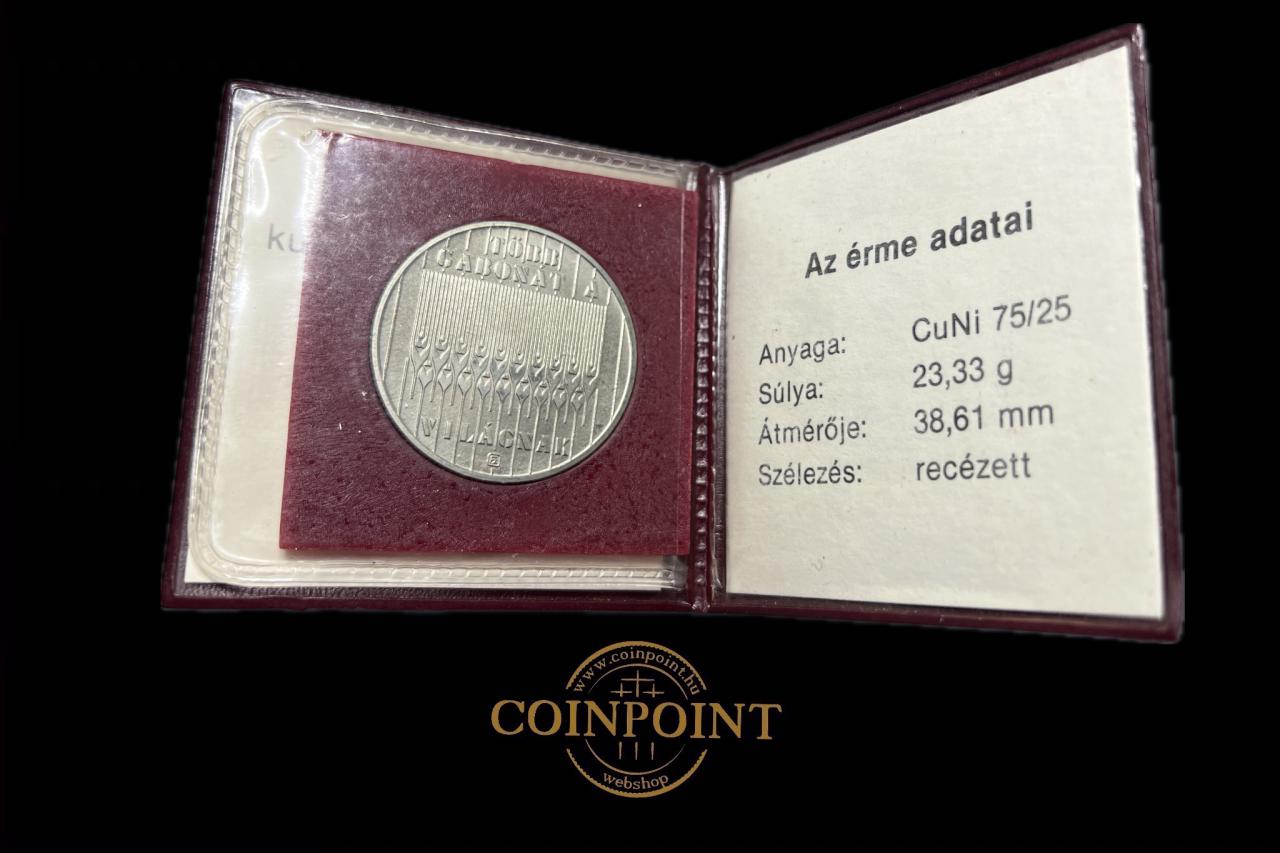 ku
TÖBB
GABONÁT A
VILÁGNAK
Az érme adatai
Anyaga: CuNi 75/25
Súlya: 23,33 g
Átmérője: 38,61 mm
Szélezés: recézett
www.coinpoint.hu
COINPOINT
webshop